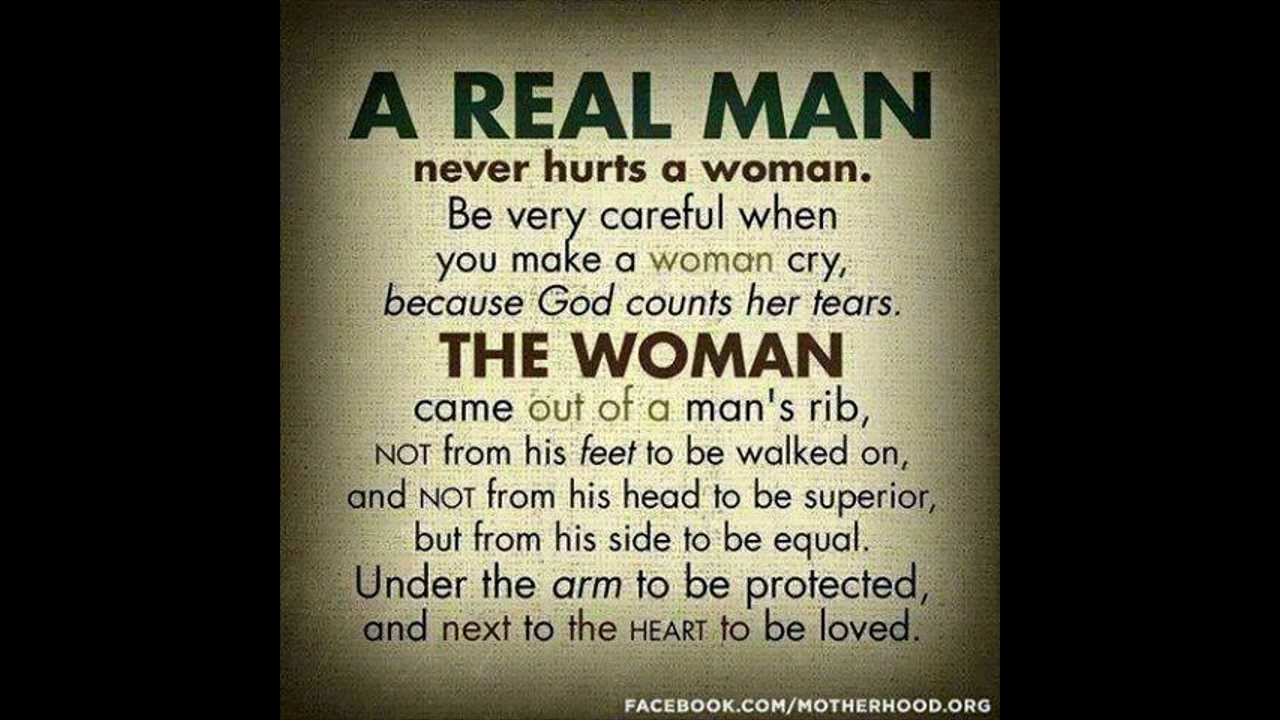 A REAL MAN
never hurts a woman.
Be very careful when
you make a woman cry,
because God counts her tears.
THE WOMAN
came out of a man's rib,
NOT from his feet to be walked on,
and NOT from his head to be superior,
but from his side to be equal.
Under the arm to be protected,
and next to the HEART to be loved.
FACEBOOK.COM/MOTHERHOOD.ORG